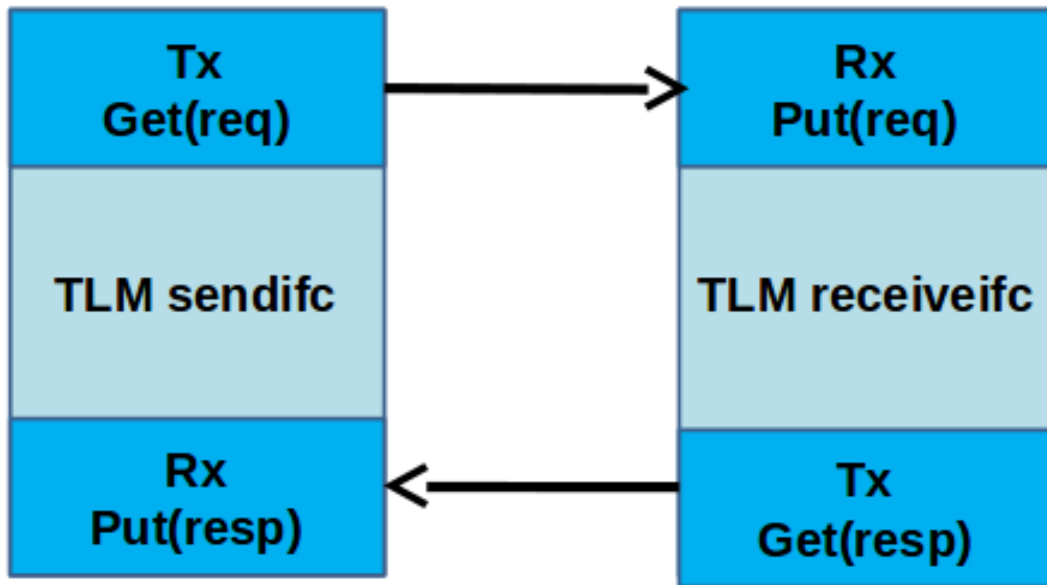 Tx
Get(req)
TLM sendifc
Rx
Put(resp)
Rx
Put(req)
TLM receiveifc
Tx
Get(resp)